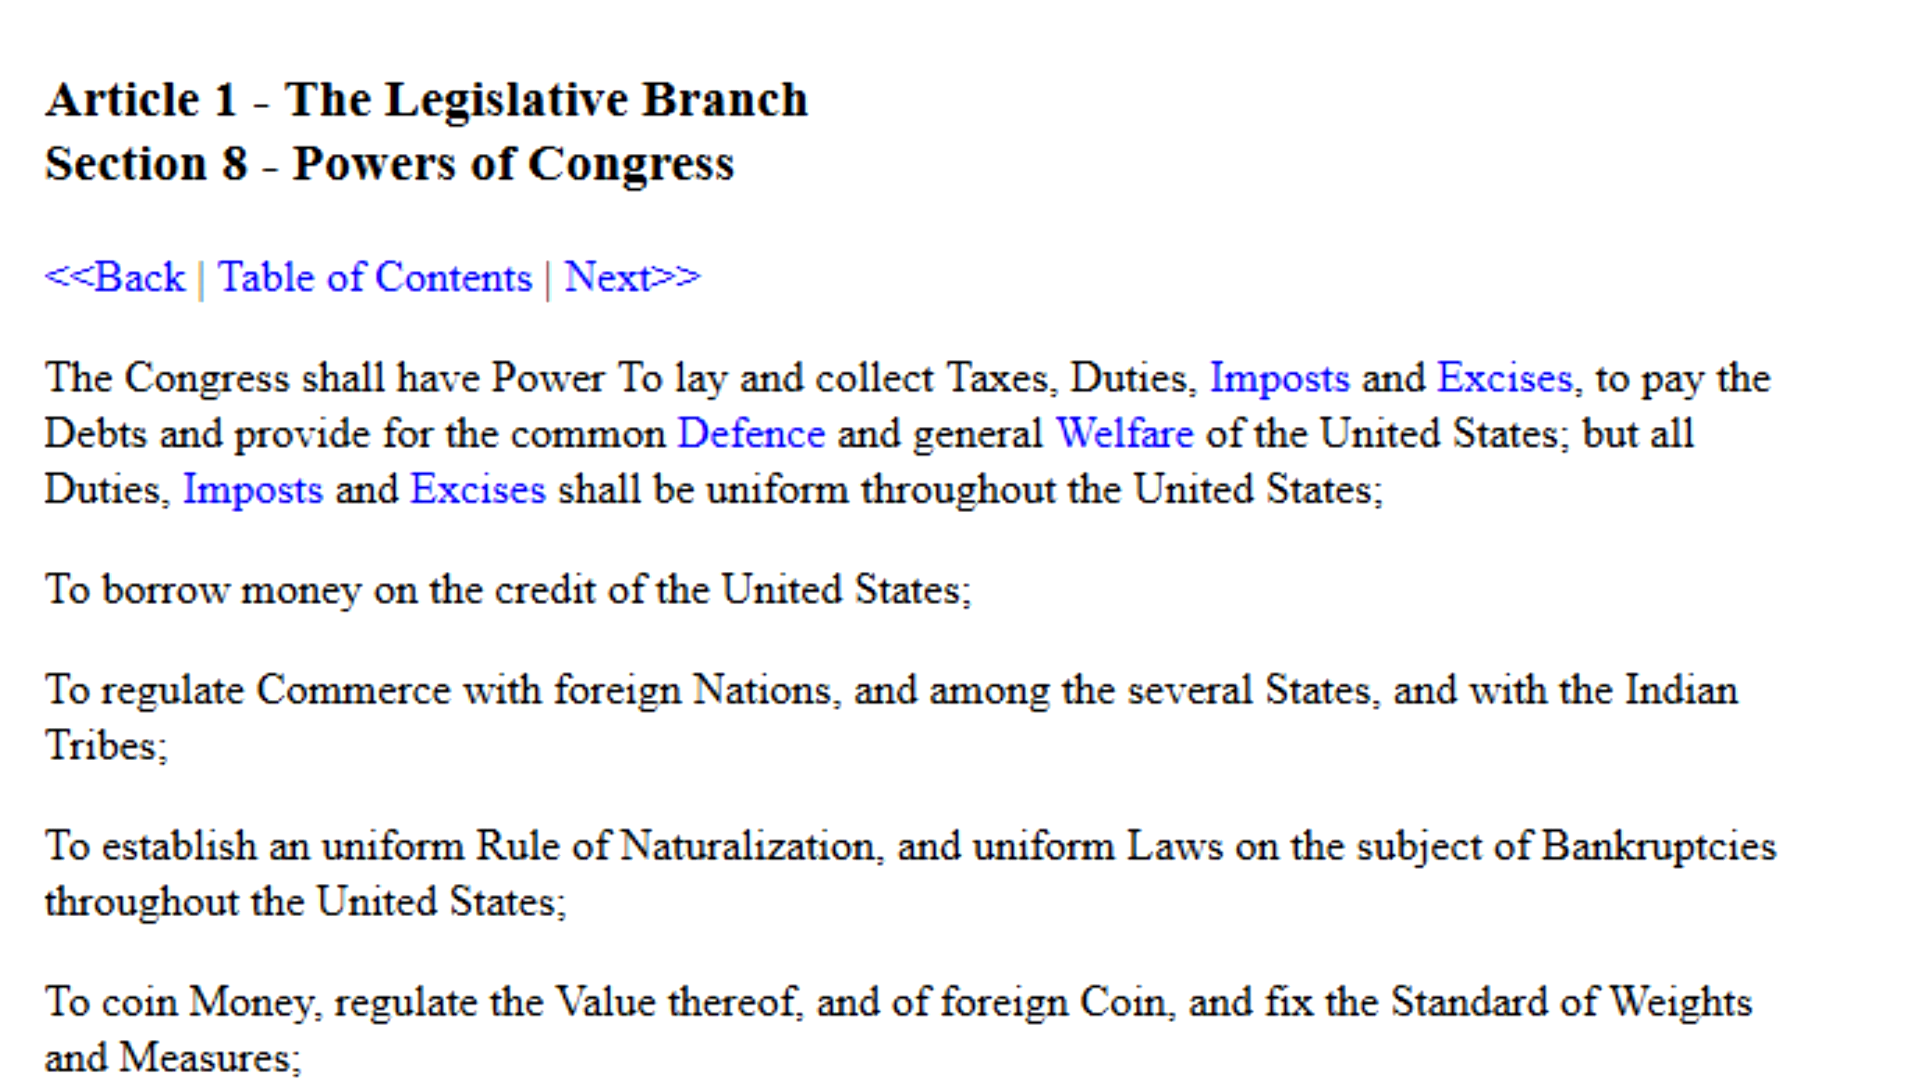 Article 1 - The Legislative Branch
Section 8 - Powers of Congress
<<Back | Table of Contents | Next>>
The Congress shall have Power To lay and collect Taxes, Duties, Imposts and Excises, to pay the
Debts and provide for the common Defence and general Welfare of the United States; but all
Duties, Imposts and Excises shall be uniform throughout the United States;
To borrow money on the credit of the United States;
To regulate Commerce with foreign Nations, and among the several States, and with the Indian
Tribes;
To establish an uniform Rule of Naturalization, and uniform Laws on the subject of Bankruptcies
throughout the United States;
To coin Money, regulate the Value thereof, and of foreign Coin, and fix the Standard of Weights
and Measures;